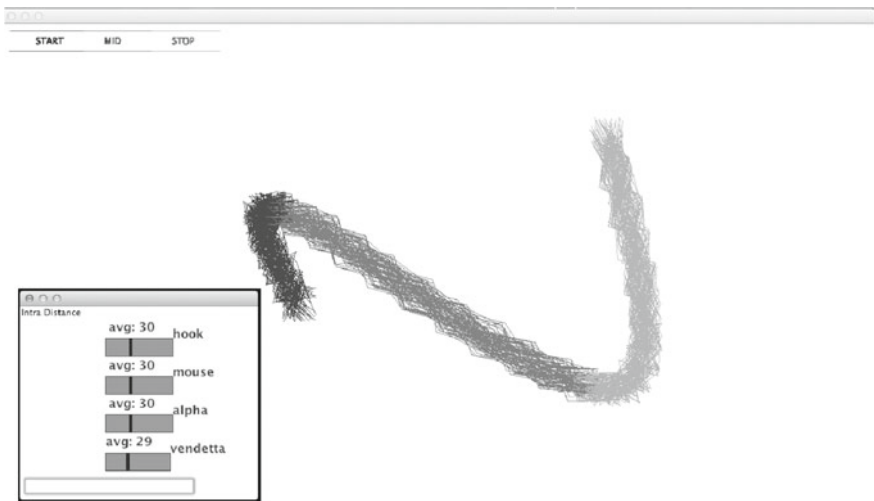 START MID STOP
Intra Distance
avg: 30
hook
avg: 30
mouse
avg: 30
alpha
avg: 29
vendetta